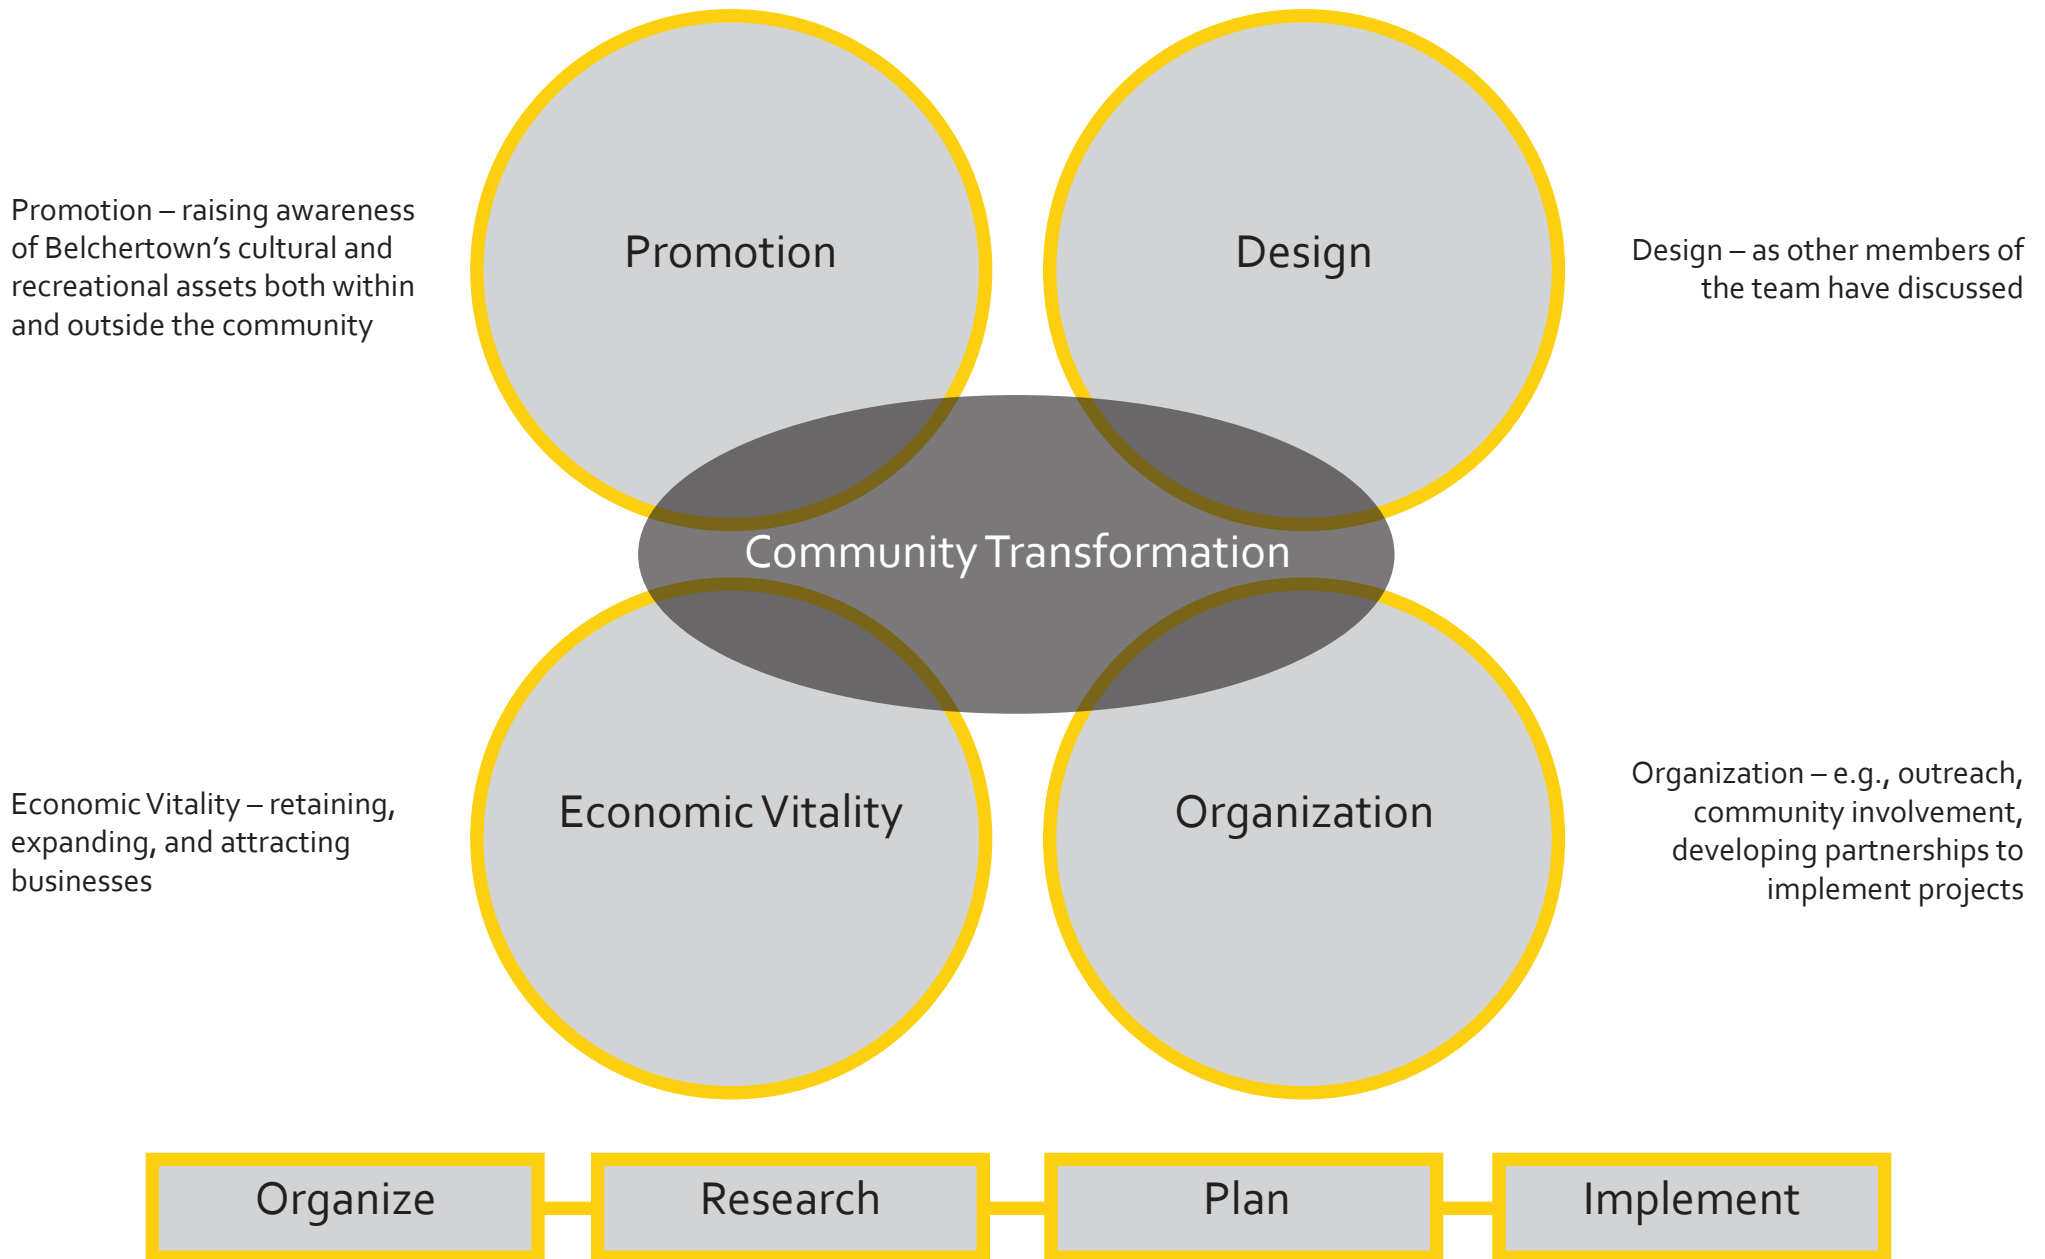 Promotion – raising awareness
of Belchertown’s cultural and
recreational assets both within
and outside the community
Promotion
Design
Design – as other members of
the team have discussed
Community Transformation
Economic Vitality – retaining,
expanding, and attracting
businesses
Economic Vitality
Organization
Organization – e.g., outreach,
community involvement,
developing partnerships to
implement projects
Organize
Research
Plan
Implement